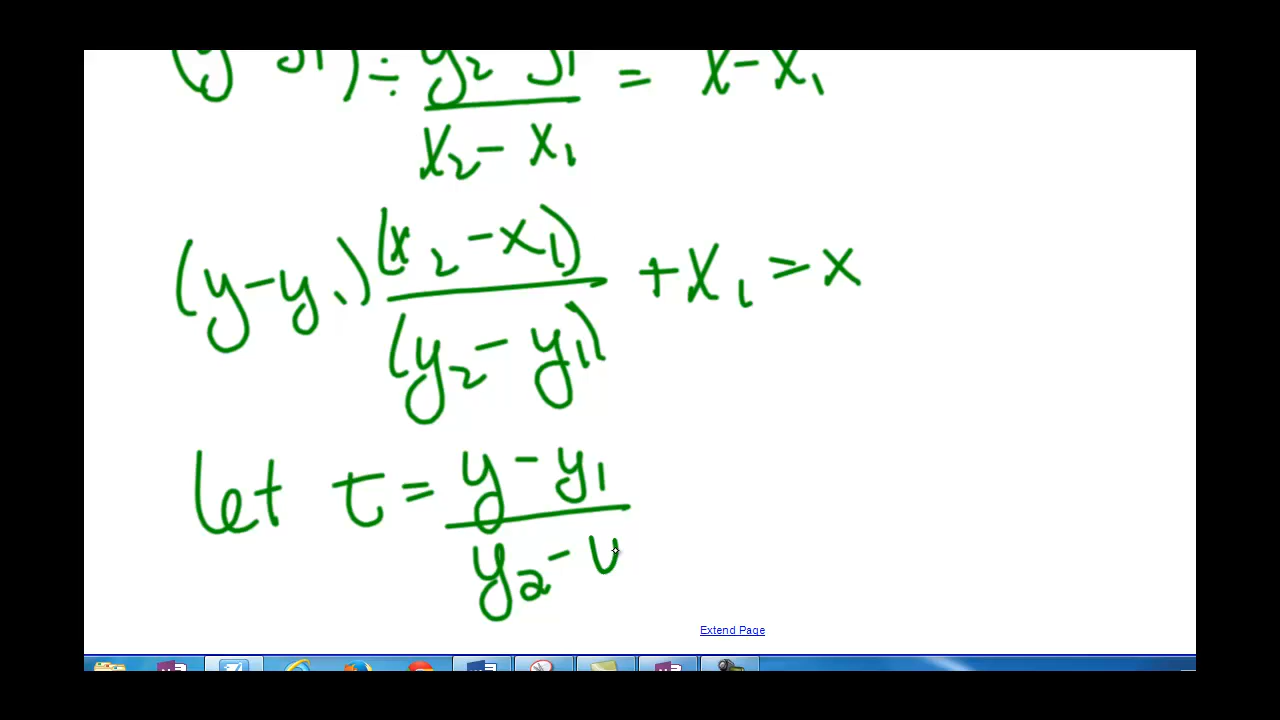 (y - y1) ÷ y2 - y1 / x2 - x1 = x - x1
(y-y1) (x2 - x1) / (y2 - y1) + x1 = x
let t = y - y1 / y2 -
Extend Page